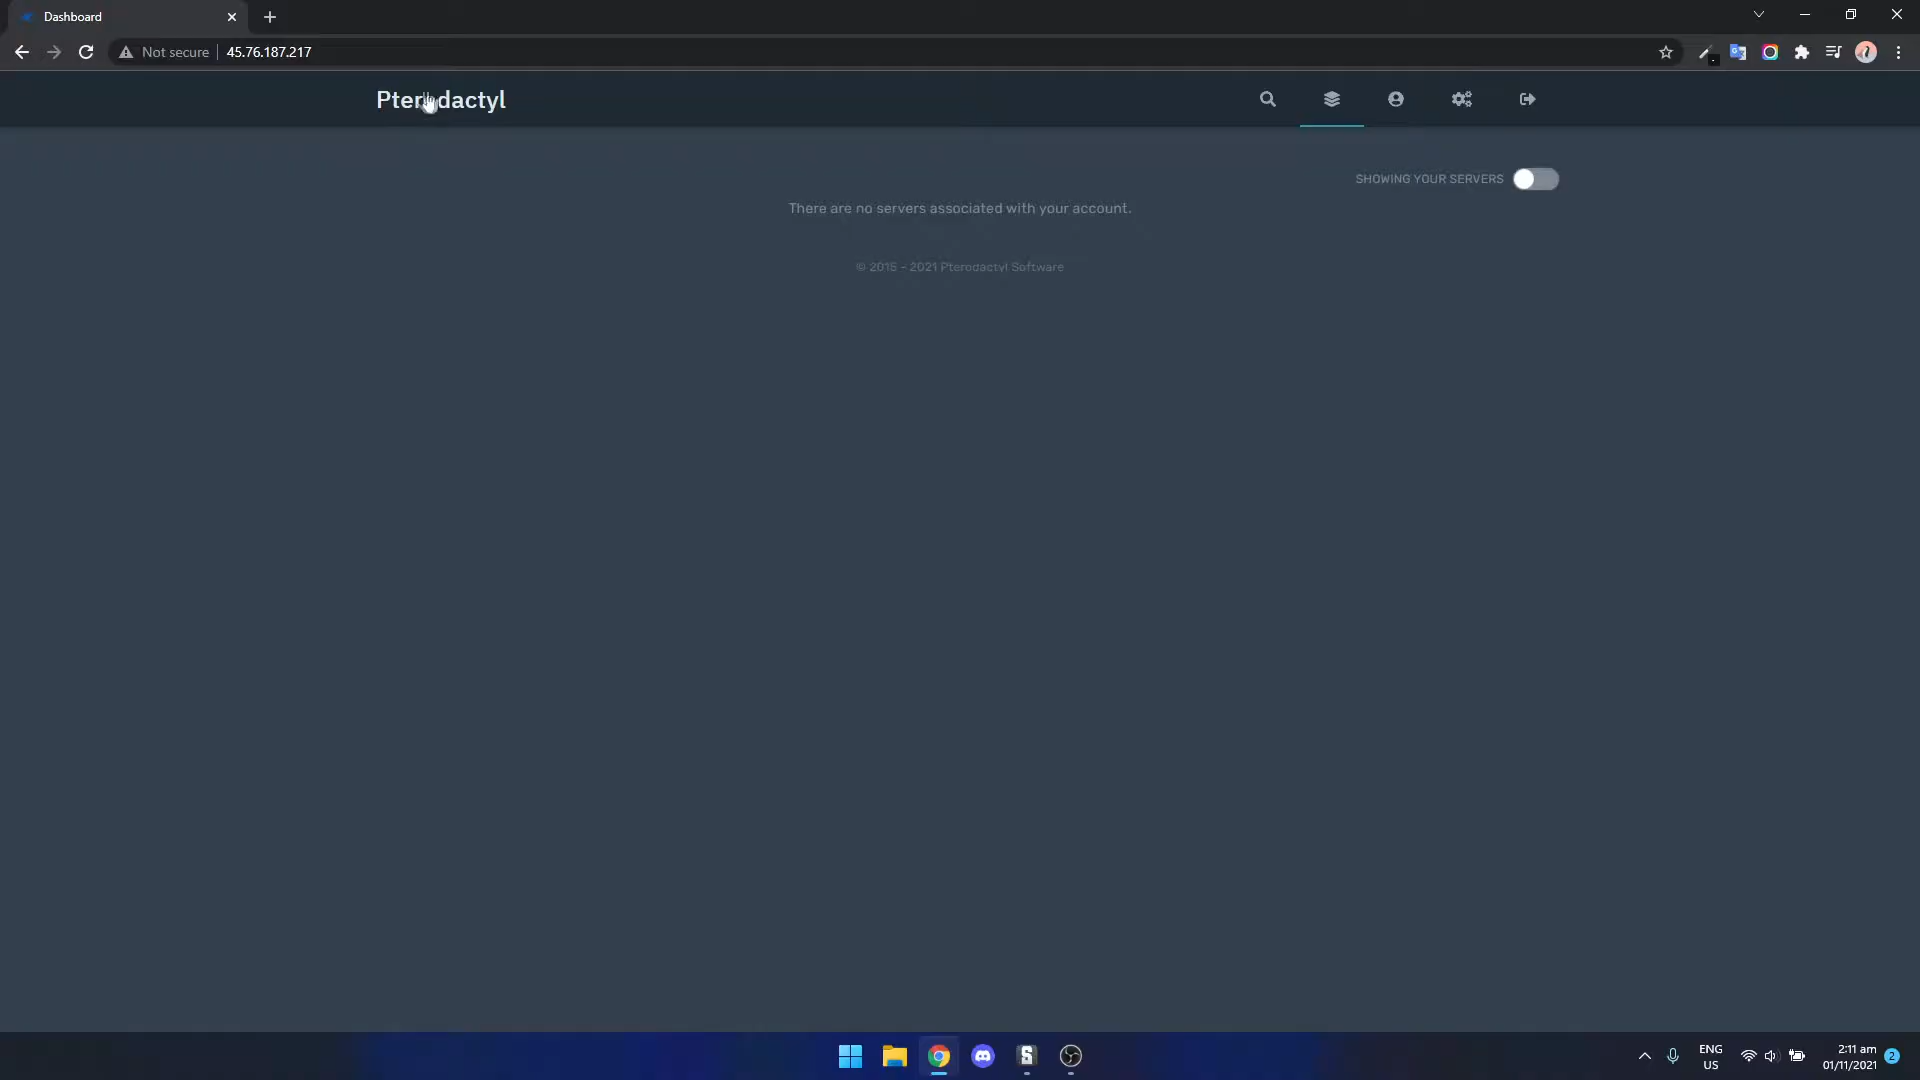 Dashboard
Not secure 45.76.187.217
Pterodactyl
SHOWING YOUR SERVERS
There are no servers associated with your account.
© 2015 - 2021 Pterodactyl Software
ENG
US
2:11 am
01/11/2021
2